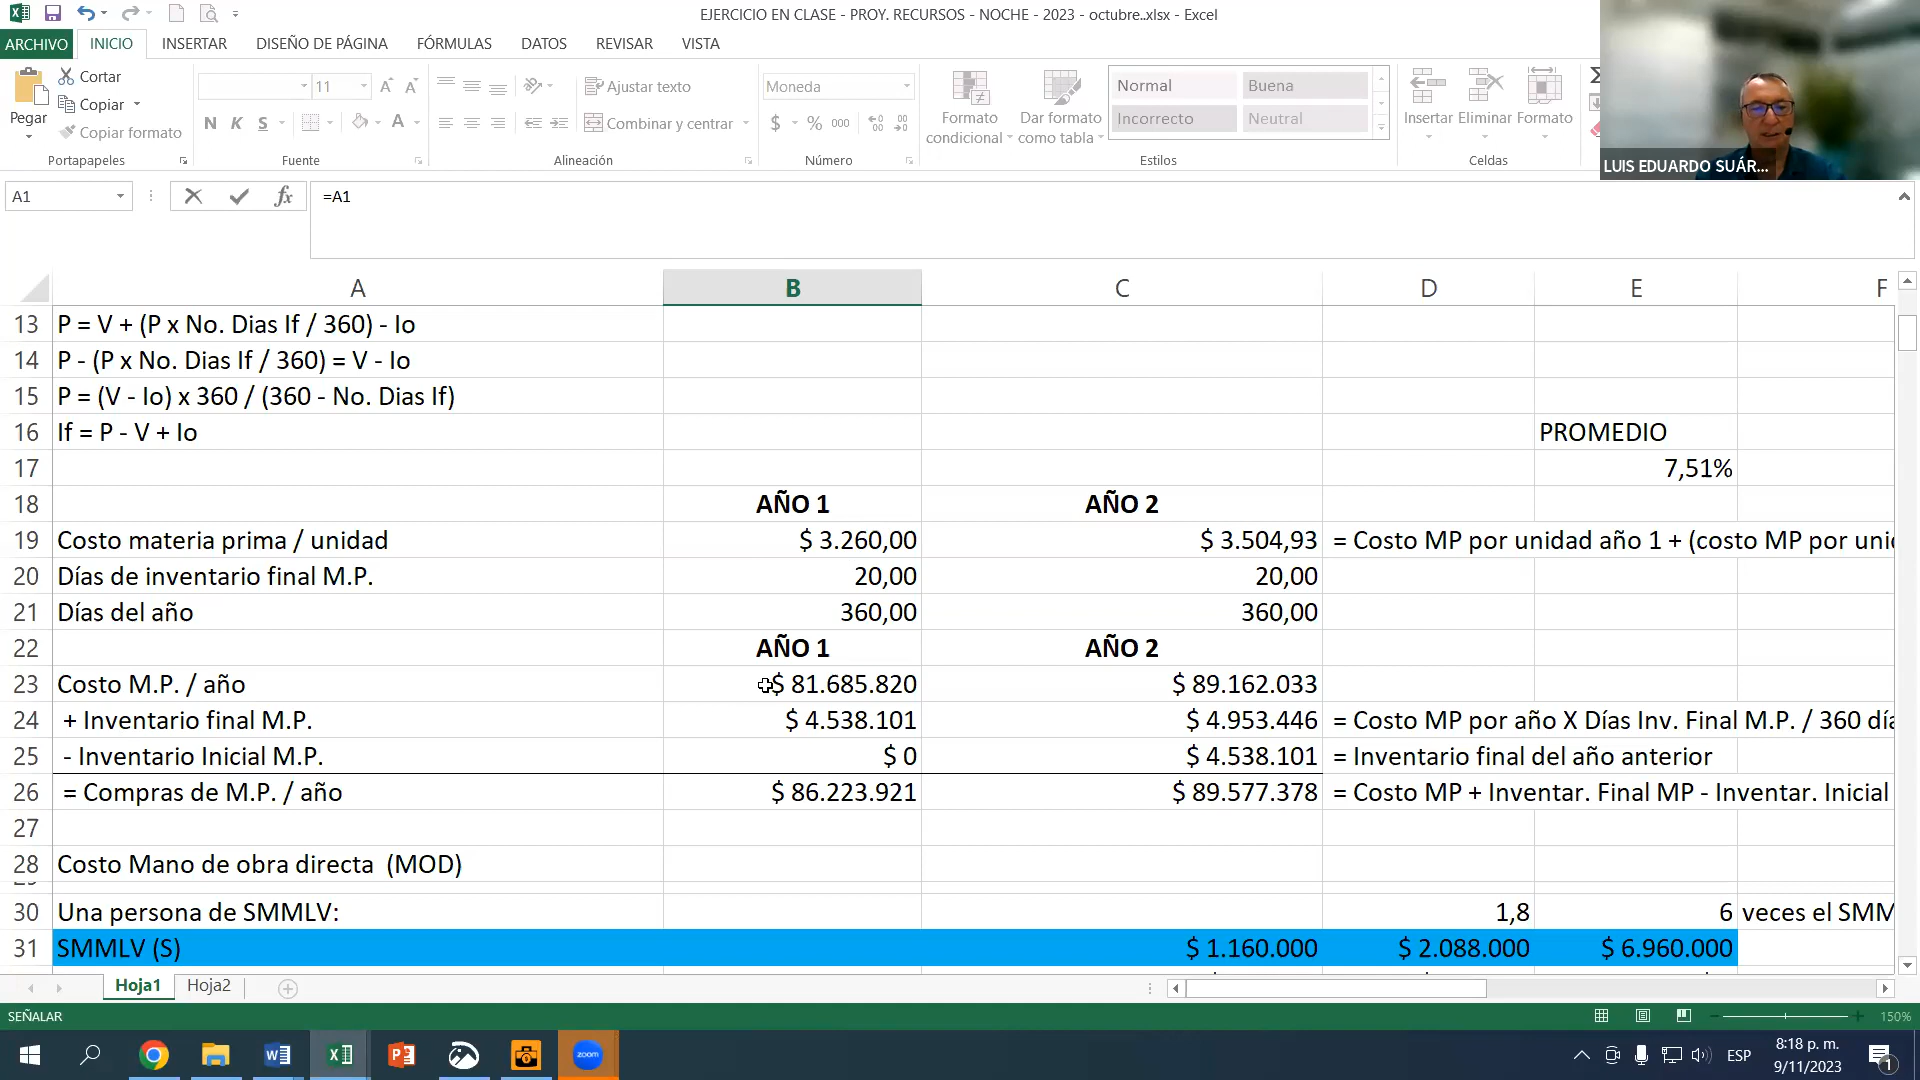 EJERCICIO EN CLASE - PROY. RECURSOS - NOCHE - 2023 - octubre..xlsx - Excel
ARCHIVO INICIO INSERTAR DISEÑO DE PÁGINA FÓRMULAS DATOS REVISAR VISTA
Cortar
Copiar
Copiar formato
Pegar
Portapapeles
11
N K S
Fuente
Ajustar texto
Combinar y centrar
Alineación
Moneda
$ % 000
Número
Formato condicional
Dar formato como tabla
Normal Buena
Incorrecto Neutral
Estilos
Insertar Eliminar Formato
Celdas
LUIS EDUARDO SUÁR...
A1 fx =A1
A B C D E F
13 P = V + (P x No. Dias If / 360) - Io
14 P - (P x No. Dias If / 360) = V - Io
15 P = (V - Io) x 360 / (360 - No. Dias If)
16 If = P - V + Io PROMEDIO
17 7,51%
18 AÑO 1 AÑO 2
19 Costo materia prima / unidad $ 3.260,00 $ 3.504,93 = Costo MP por unidad año 1 + (costo MP por
20 Días de inventario final M.P. 20,00 20,00
21 Días del año 360,00 360,00
22 AÑO 1 AÑO 2
23 Costo M.P. / año $ 81.685.820 $ 89.162.033
24 + Inventario final M.P. $ 4.538.101 $ 4.953.446 = Costo MP por año X Días Inv. Final M.P. / 360
25 - Inventario Inicial M.P. $ 0 $ 4.538.101 = Inventario final del año anterior
26 = Compras de M.P. / año $ 86.223.921 $ 89.577.378 = Costo MP + Inventar. Final MP - Inventar. Inicial
27
28 Costo Mano de obra directa (MOD)
30 Una persona de SMMLV: 1,8 6 veces el SMM
31 SMMLV (S) $ 1.160.000 $ 2.088.000 $ 6.960.000
Hoja1 Hoja2
SEÑALAR 150%
zoom
ESP
8:18 p. m.
9/11/2023
1